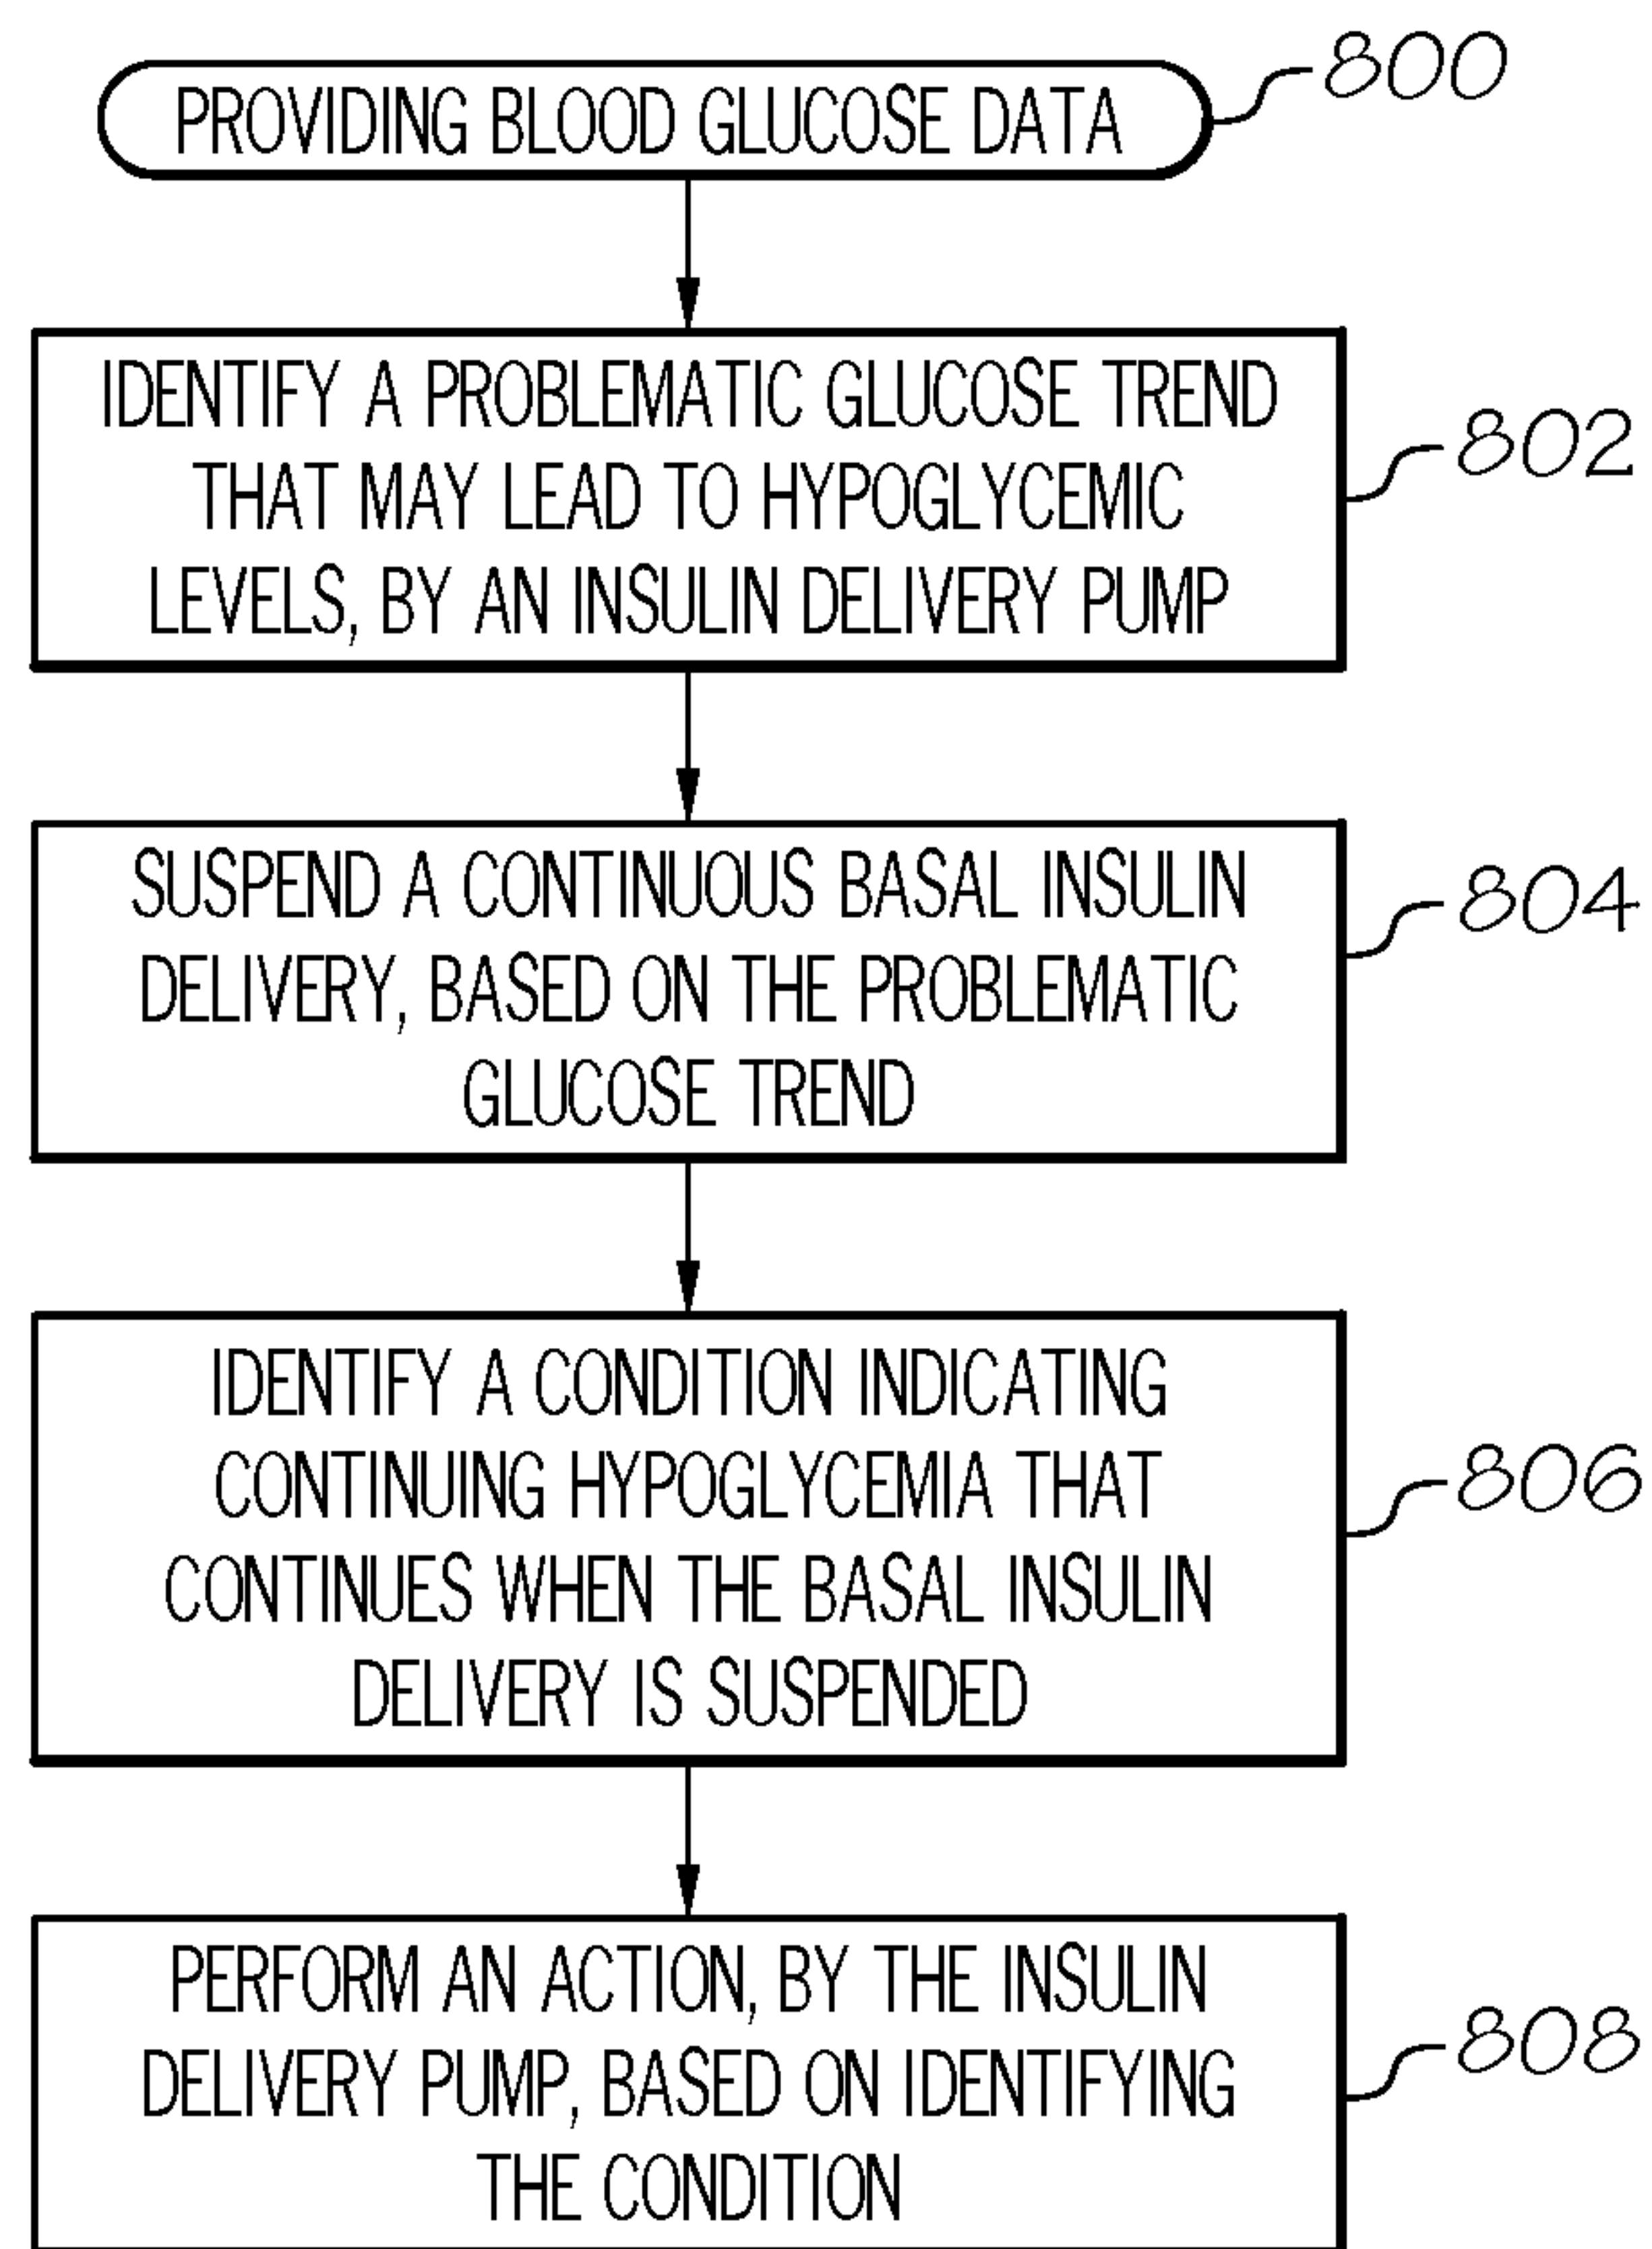 PROVIDING BLOOD GLUCOSE DATA
800
IDENTIFY A PROBLEMATIC GLUCOSE TREND
THAT MAY LEAD TO HYPOGLYCEMIC
LEVELS, BY AN INSULIN DELIVERY PUMP
802
SUSPEND A CONTINUOUS BASAL INSULIN
DELIVERY, BASED ON THE PROBLEMATIC
GLUCOSE TREND
804
IDENTIFY A CONDITION INDICATING
CONTINUING HYPOGLYCEMIA THAT
CONTINUES WHEN THE BASAL INSULIN
DELIVERY IS SUSPENDED
806
PERFORM AN ACTION, BY THE INSULIN
DELIVERY PUMP, BASED ON IDENTIFYING
THE CONDITION
808